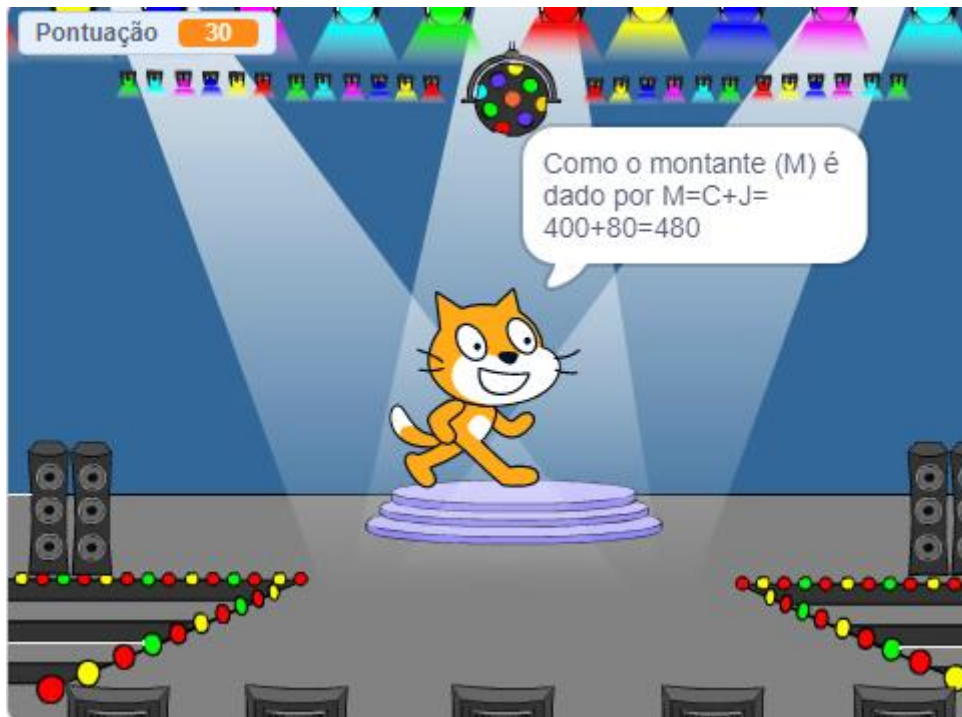 Pontuação 30
Como o montante (M) é
dado por M=C+J=
400+80=480